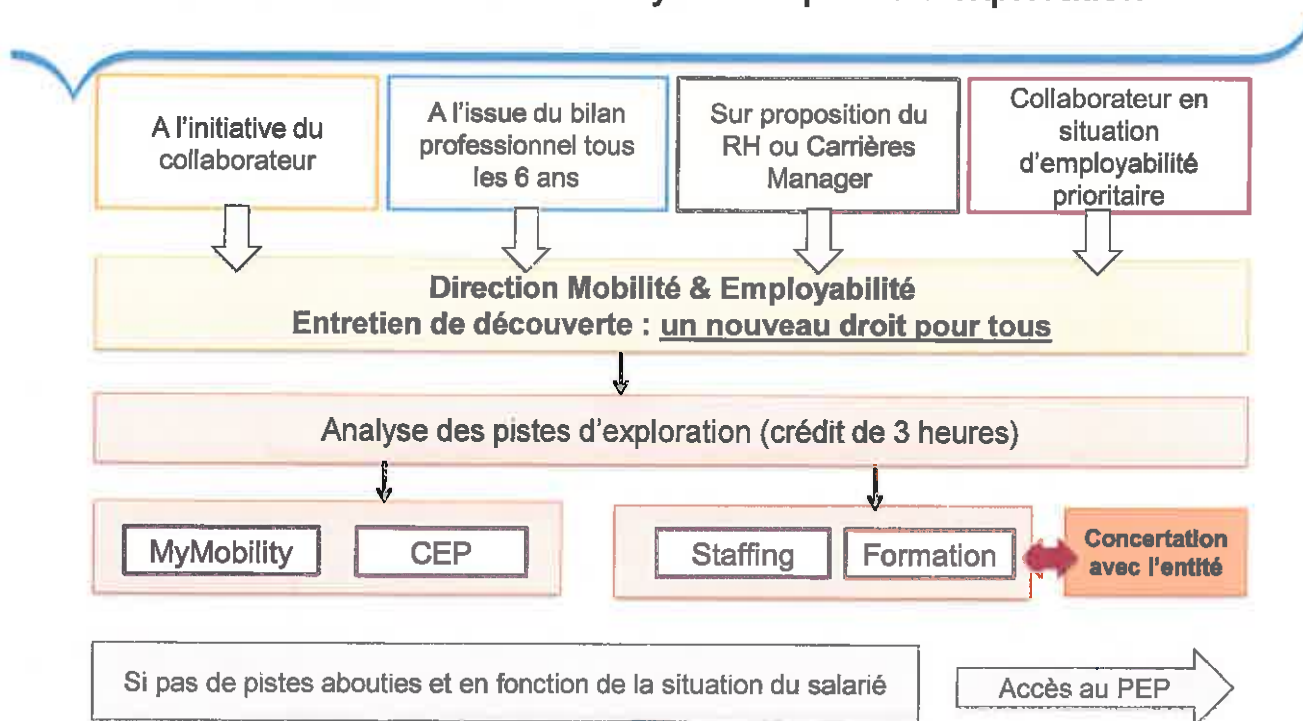 A l'initiative du
collaborateur
A l'issue du bilan
professionnel tous
les 6 ans
Sur proposition du
RH ou Carrières
Manager
Collaborateur en
situation
d'employabilité
prioritaire
Direction Mobilité & Employabilité
Entretien de découverte : un nouveau droit pour tous
Analyse des pistes d'exploration (crédit de 3 heures)
MyMobility
CEP
Staffing
Formation
Concertation
avec l'entité
Si pas de pistes abouties et en fonction de la situation du salarié
Accès au PEP